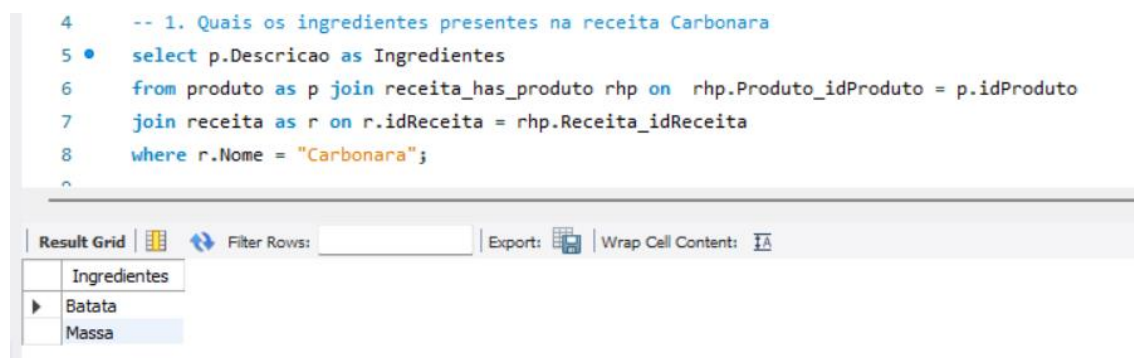 4 -- 1. Quais os ingredientes presentes na receita Carbonara
5 select p.Descricao as Ingredientes
6 from produto as p join receita_has_produto rhp on  rhp.Produto_idProduto = p.idProduto
7 join receita as r on r.idReceita = rhp.Receita_idReceita
8 where r.Nome = "Carbonara";
Result Grid Filter Rows: Export: Wrap Cell Content: IA
Ingredientes
Batata
Massa